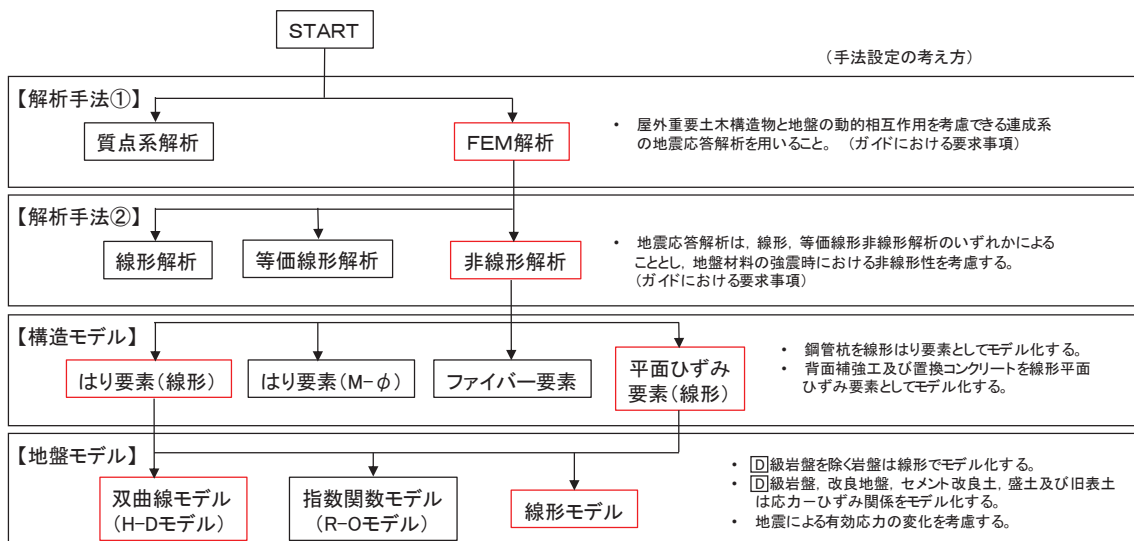 START
(手法設定の考え方)
【解析手法①】
質点系解析
FEM解析
・ 屋外重要土木構造物と地盤の動的相互作用を考慮できる連成系
の地震応答解析を用いること。 (ガイドにおける要求事項)
【解析手法②】
線形解析
等価線形解析
非線形解析
・ 地震応答解析は，線形，等価線形非線形解析のいずれかによる
こととし，地盤材料の強震時における非線形性を考慮する。
(ガイドにおける要求事項)
【構造モデル】
はり要素(線形)
はり要素(M-φ)
ファイバー要素
平面ひずみ
要素(線形)
・ 鋼管杭を線形はり要素としてモデル化する。
・ 背面補強工及び置換コンクリートを線形平面
ひずみ要素としてモデル化する。
【地盤モデル】
双曲線モデル
(H-Dモデル)
指数関数モデル
(R-Oモデル)
線形モデル
・ D級岩盤を除く岩盤は線形でモデル化する。
・ D級岩盤，改良地盤，セメント改良土，盛土及び旧表土
は応力ーひずみ関係をモデル化する。
・ 地震による有効応力の変化を考慮する。